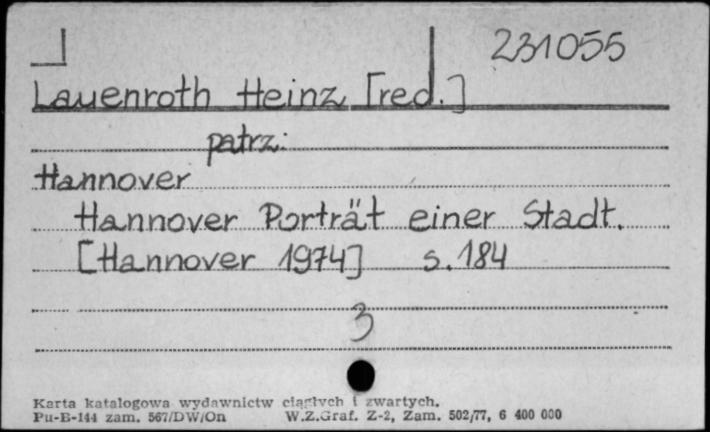 231055
Lauenroth Heinz [red.]
patrz:
Hannover
Hannover Porträt einer Stadt.
[Hannover 1974] s. 184
3
Karta katalogowa wydawnictw ciągłych i zwartych.
Pu-B-144 zam. 567/DW/On W.Z.Graf. Z-2, Zam. 502/77, 6 400 000